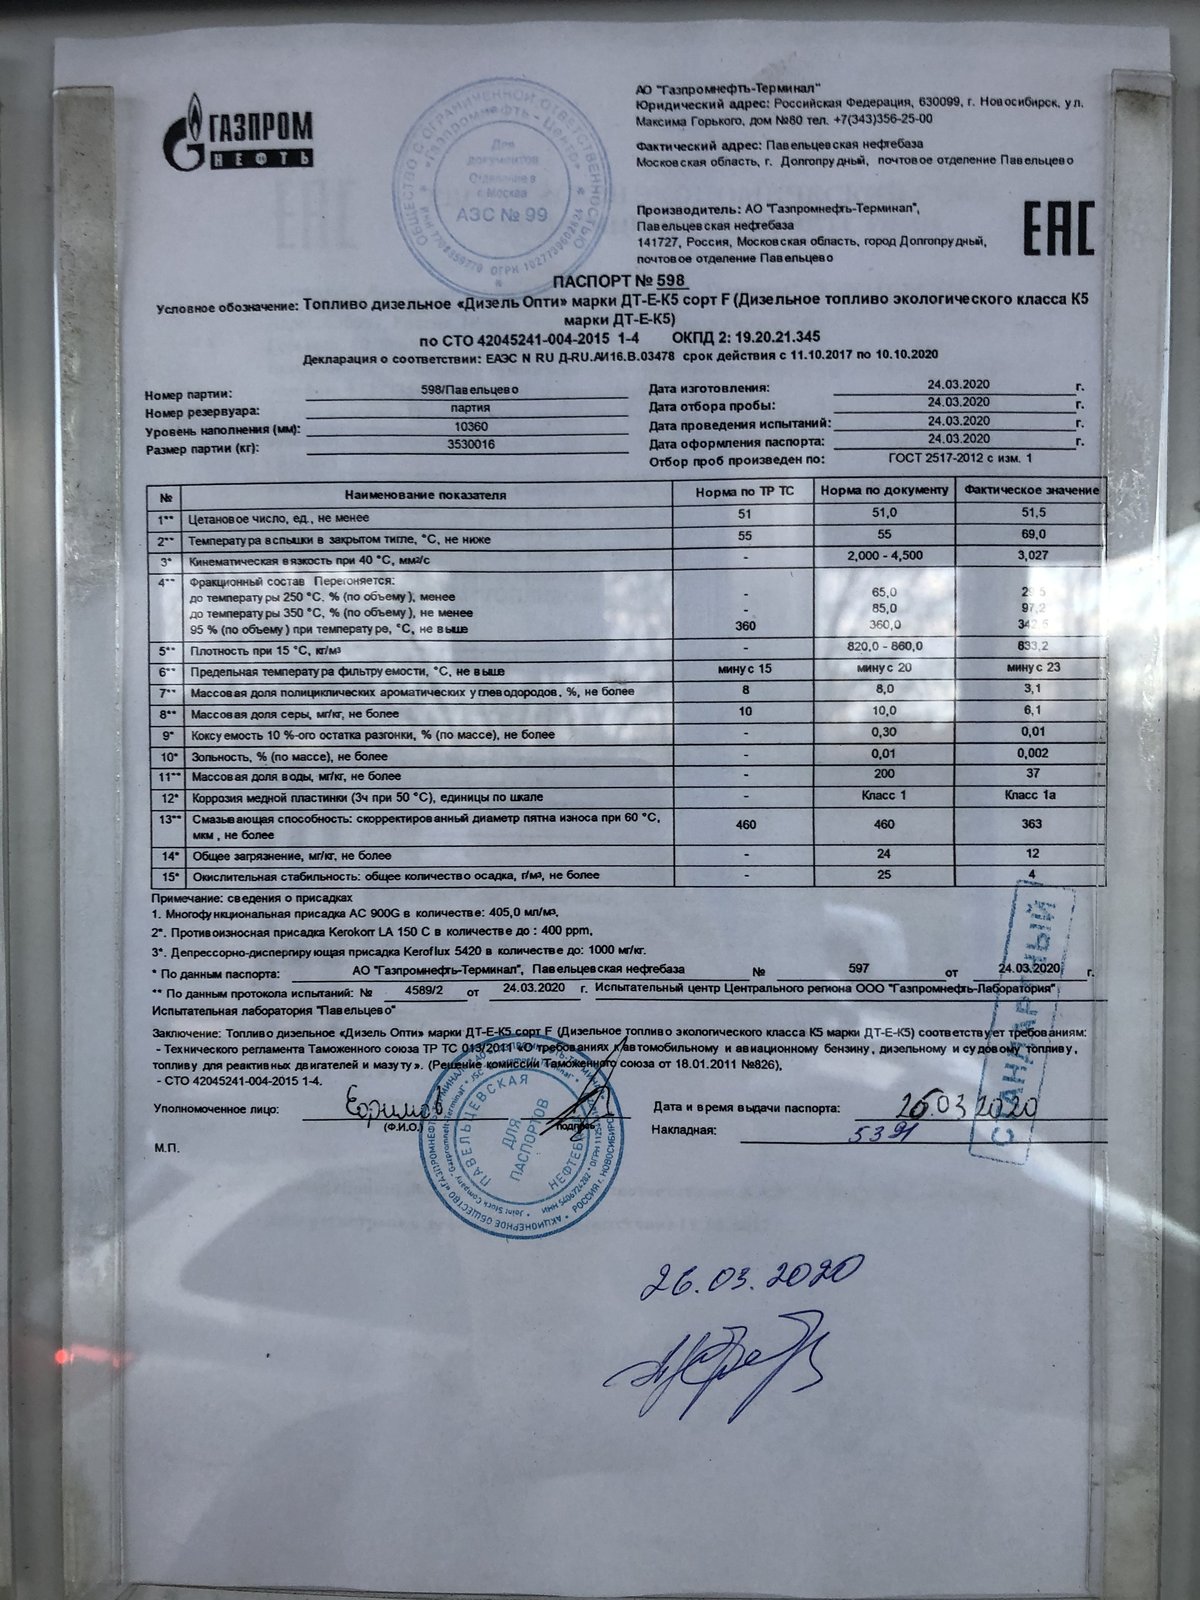 ГАЗПРОМ
НЕФТЬ
ОБЩЕСТВО С ОГРАНИЧЕННОЙ ОТВЕТСТВЕННОСТЬЮ
«Газпромнефть - Центр»
Для
документов
Отделение в
г. Москва
АЗС № 99
АО "Газпромнефть-Терминал"
Юридический адрес: Российская Федерация, 630099, г. Новосибирск, ул.
Максима Горького, дом №80 тел. +7(343)356-25-00
Фактический адрес: Павельцевская нефтебаза
Московская область, г. Долгопрудный, почтовое отделение Павельцево
Производитель: АО "Газпромнефть-Терминал",
Павельцевская нефтебаза
141727, Россия, Московская область, город Долгопрудный,
почтовое отделение Павельцево
ЕАС
ПАСПОРТ № 598
Условное обозначение: Топливо дизельное «Дизель Опти» марки ДТ-Е-К5 сорт F (Дизельное топливо экологического класса К5
марки ДТ-Е-К5)
по СТО 42045241-004-2015 1-4 ОКПД 2: 19.20.21.345
Декларация о соответствии: ЕАЭС N RU Д-RU.АИ16.В.03478 срок действия с 11.10.2017 по 10.10.2020
Номер партии: 598/Павельцево
Номер резервуара: партия
Уровень наполнения (мм): 10360
Размер партии (кг): 3530016
Дата изготовления: 24.03.2020 г.
Дата отбора пробы: 24.03.2020 г.
Дата проведения испытаний: 24.03.2020 г.
Дата оформления паспорта: 24.03.2020 г.
Отбор проб произведен по: ГОСТ 2517-2012 с изм. 1
№ Наименование показателя Норма по ТР ТС Норма по документу Фактическое значение
1** Цетановое число, ед., не менее 51 51,0 51,5
2** Температура вспышки в закрытом тигле, °С, не ниже 55 55 69,0
3* Кинематическая вязкость при 40 °С, мм2/с - 2,000 - 4,500 3,027
4** Фракционный состав Перегоняется:
до температуры 250 °С. % (по объему), менее - 65,0
до температуры 350 °С, % (по объему), не менее - 85,0 97,2
95 % (по объему) при температуре, °С, не выше 360 360,0
5** Плотность при 15 °С, кг/м3 - 820,0 - 860,0 833,2
6** Предельная температура фильтруемости, °С, не выше минус 15 минус 20 минус 23
7** Массовая доля полициклических ароматических углеводородов, %, не более 8 8,0 3,1
8** Массовая доля серы, мг/кг, не более 10 10,0 6,1
9* Коксуемость 10 %-ого остатка разгонки, % (по массе), не более - 0,30 0,01
10* Зольность, % (по массе), не более - 0,01 0,002
11** Массовая доля воды, мг/кг, не более - 200 37
12* Коррозия медной пластинки (3ч при 50 °С), единицы по шкале - Класс 1 Класс 1а
13** Смазывающая способность: скорректированный диаметр пятна износа при 60 °С,
мкм , не более 460 460 363
14* Общее загрязнение, мг/кг, не более - 24 12
15* Окислительная стабильность: общее количество осадка, г/м3, не более - 25 4
Примечание: сведения о присадках
1. Многофункциональная присадка АС 900G в количестве: 405,0 мл/м3,
2*. Противоизносная присадка Kerokorr LA 150 С в количестве до : 400 ppm,
3*. Депрессорно-диспергирующая присадка Keroflux 5420 в количестве до: 1000 мг/кг.
* По данным паспорта: АО "Газпромнефть-Терминал", Павельцевская нефтебаза № 597 от 24.03.2020 г.
** По данным протокола испытаний: № 4589/2 от 24.03.2020 г. Испытательный центр Центрального региона ООО "Газпромнефть-Лаборатория"
Испытательная лаборатория "Павельцево"
Заключение: Топливо дизельное «Дизель Опти» марки ДТ-Е-К5 сорт F (Дизельное топливо экологического класса К5 марки ДТ-Е-К5) соответствует требованиям:
- Технического регламента Таможенного союза ТР ТС 013/2011 «О требованиях к автомобильному и авиационному бензину, дизельному и судовому топливу,
топливу для реактивных двигателей и мазуту». (Решение комиссии Таможенного союза от 18.01.2011 №826),
- СТО 42045241-004-2015 1-4.
Уполномоченное лицо: Ефимов Дата и время выдачи паспорта: 26.03 2020
(Ф.И.О.) подпись Накладная: 5391
М.П.
ПАВЕЛЬЦЕВСКАЯ
НЕФТЕБАЗА
ДЛЯ
ПАСПОРТОВ
СТАНДАРТНЫЙ
26.03.2020